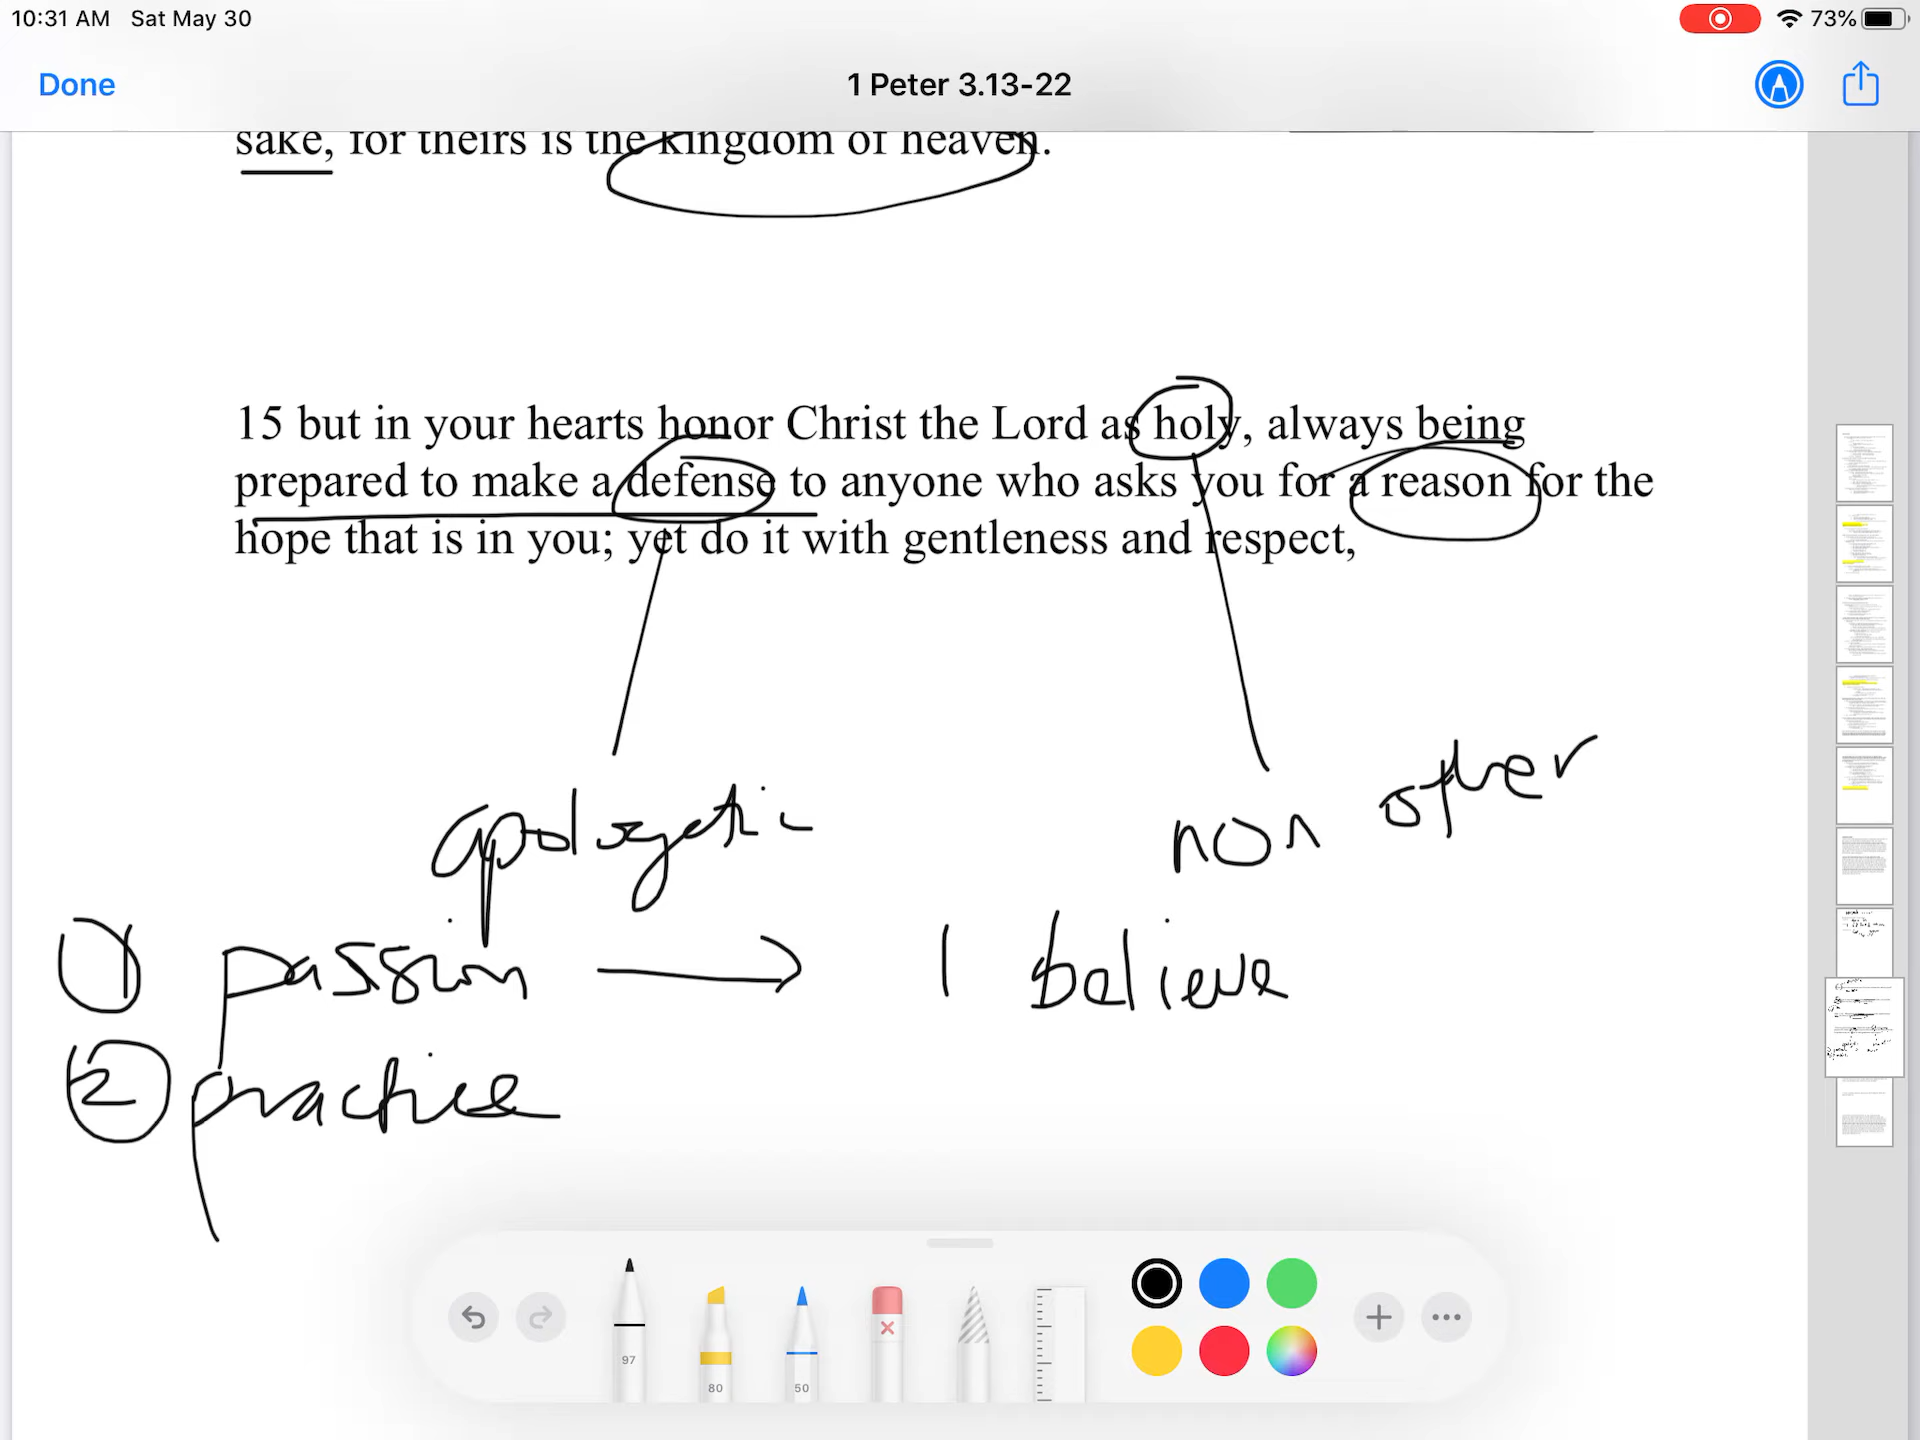 10:31 AM Sat May 30 73%
Done 1 Peter 3.13-22
sake, for theirs is the kingdom of heaven.
15 but in your hearts honor Christ the Lord as holy, always being
prepared to make a defense to anyone who asks you for a reason for the
hope that is in you; yet do it with gentleness and respect,
apologetic non other
1 passion → I believe
2 practice
97 80 50